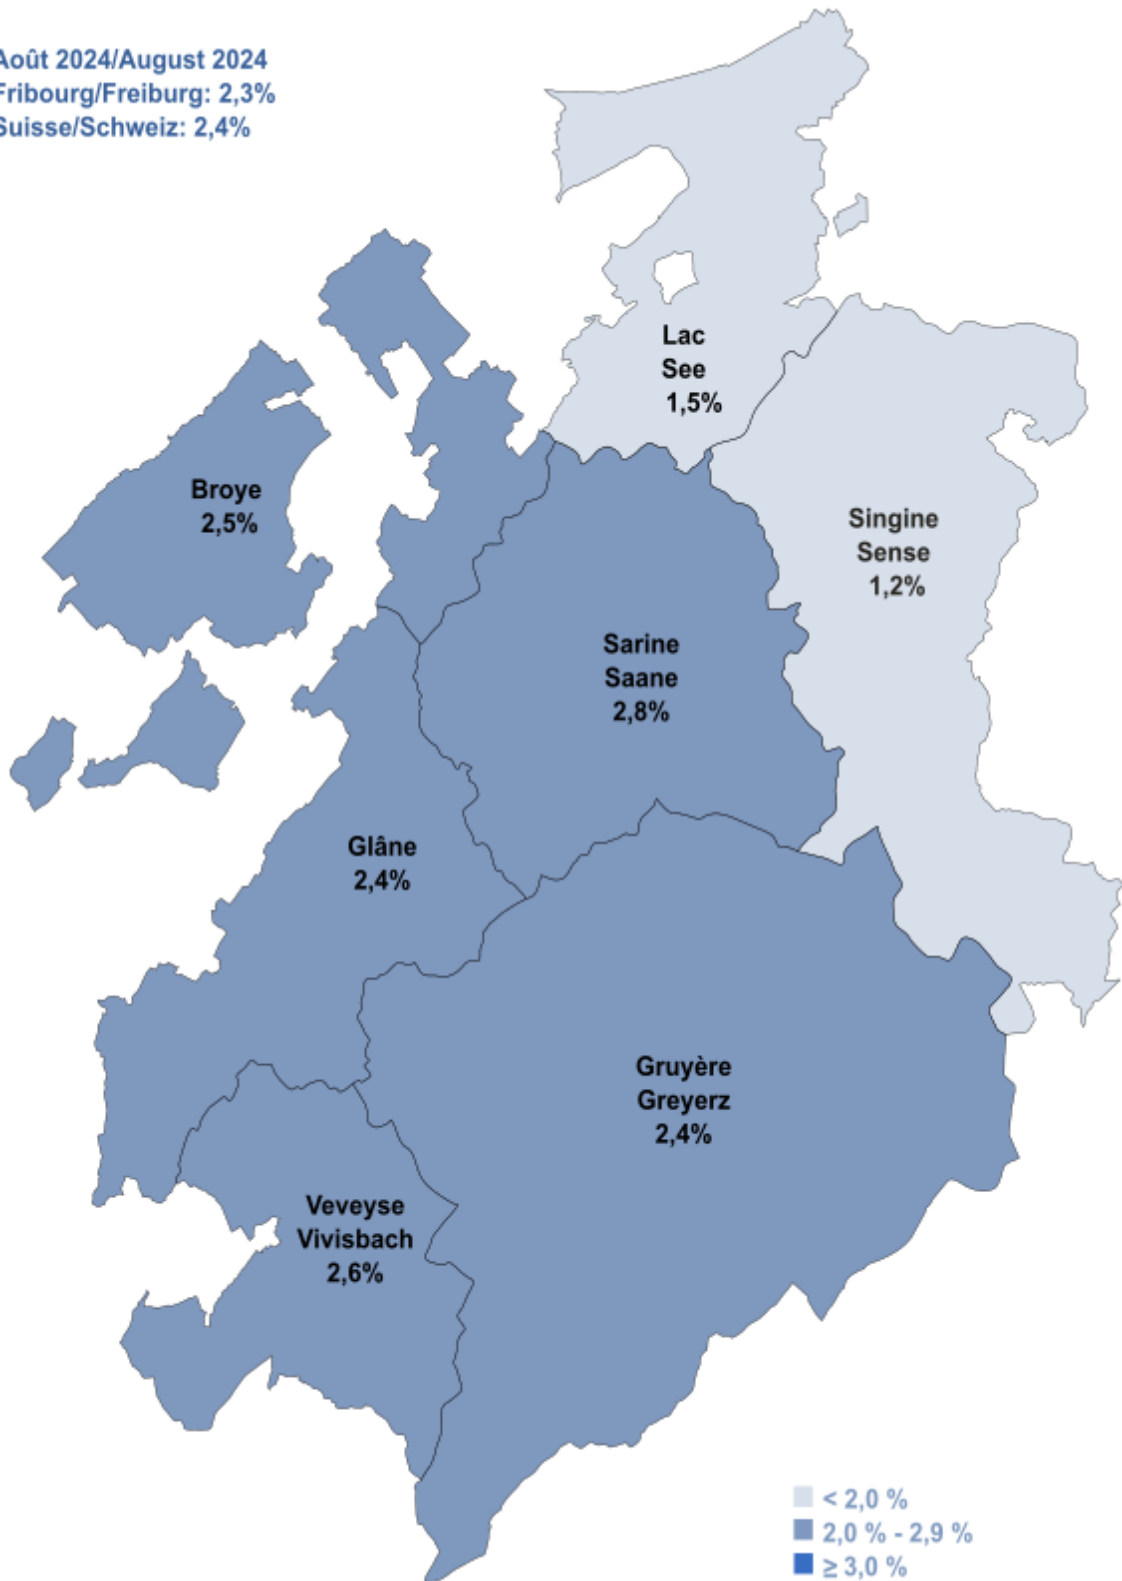 Août 2024/August 2024
Fribourg/Freiburg: 2,3%
Suisse/Schweiz: 2,4%
Lac
See
1,5%
Broye
2,5%
Singine
Sense
1,2%
Sarine
Saane
2,8%
Glâne
2,4%
Gruyère
Greyerz
2,4%
Veveyse
Vivisbach
2,6%
< 2,0 %
2,0 % - 2,9 %
≥ 3,0 %